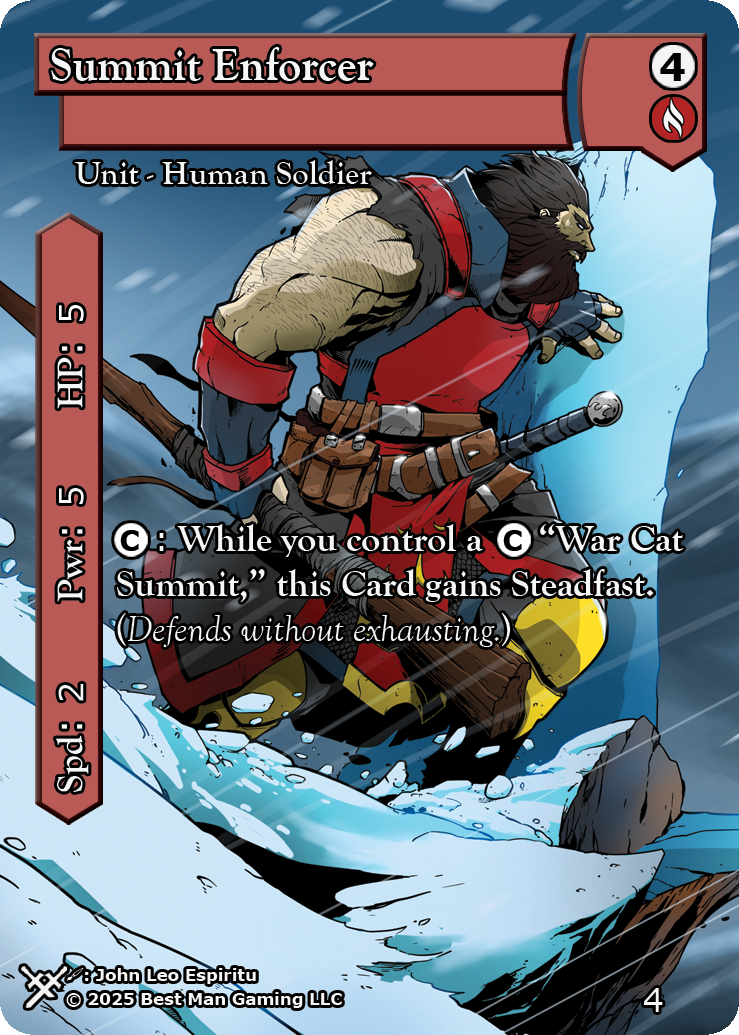 Summit Enforcer
4
Unit - Human Soldier
HP: 5
Pwr: 5
Spd: 2
C : While you control a C “War Cat
Summit,” this Card gains Steadfast.
(Defends without exhausting.)
: John Leo Espiritu
© 2025 Best Man Gaming LLC
4